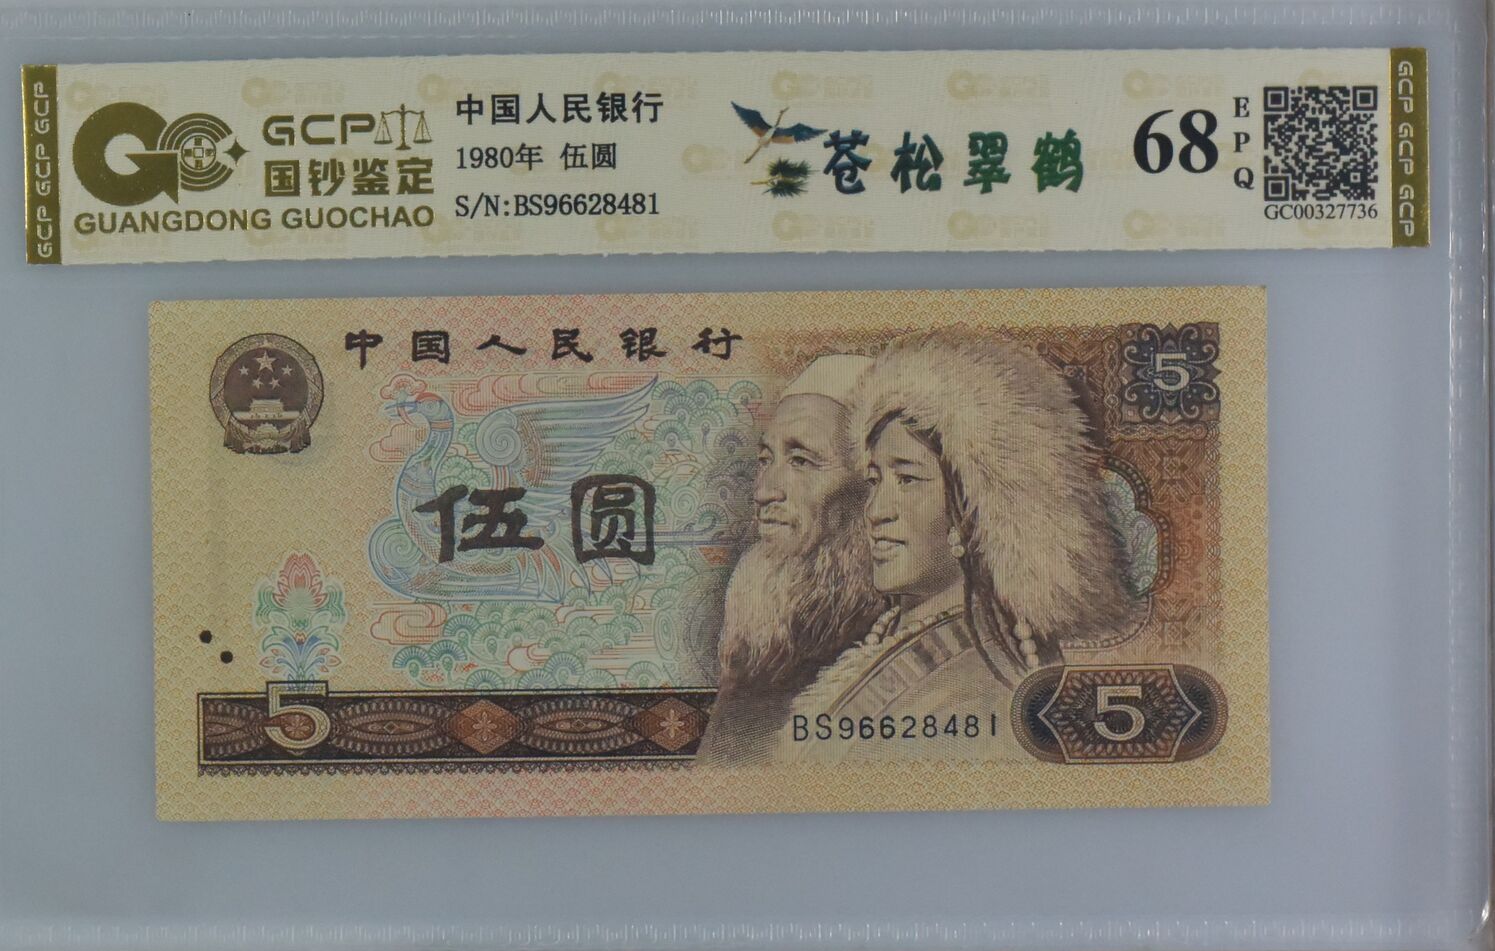 GCP
国钞鉴定
GUANGDONG GUOCHAO
中国人民银行
1980年 伍圆
S/N:BS96628481
苍松翠鹤
68
EPQ
GC00327736
GCP GCP GCP
GCP GCP GCP
中国人民银行
5
伍圆
5
BS96628481
5